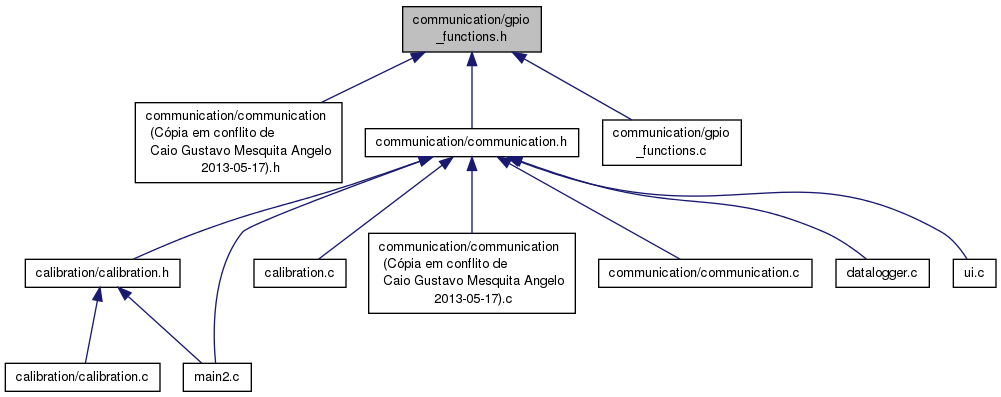 communication/gpio
_functions.h
communication/communication
(Cópia em conflito de
Caio Gustavo Mesquita Angelo
2013-05-17).h
communication/communication.h
communication/gpio
_functions.c
calibration/calibration.h
calibration.c
communication/communication
(Cópia em conflito de
Caio Gustavo Mesquita Angelo
2013-05-17).c
communication/communication.c
datalogger.c
ui.c
calibration/calibration.c
main2.c